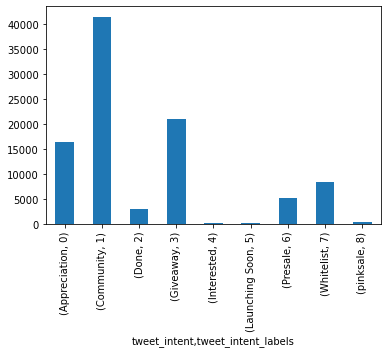 40000
35000
30000
25000
20000
15000
10000
5000
0
(Appreciation, 0)
(Community, 1)
(Done, 2)
(Giveaway, 3)
(Interested, 4)
(Launching Soon, 5)
(Presale, 6)
(Whitelist, 7)
(pinksale, 8)
tweet_intent,tweet_intent_labels